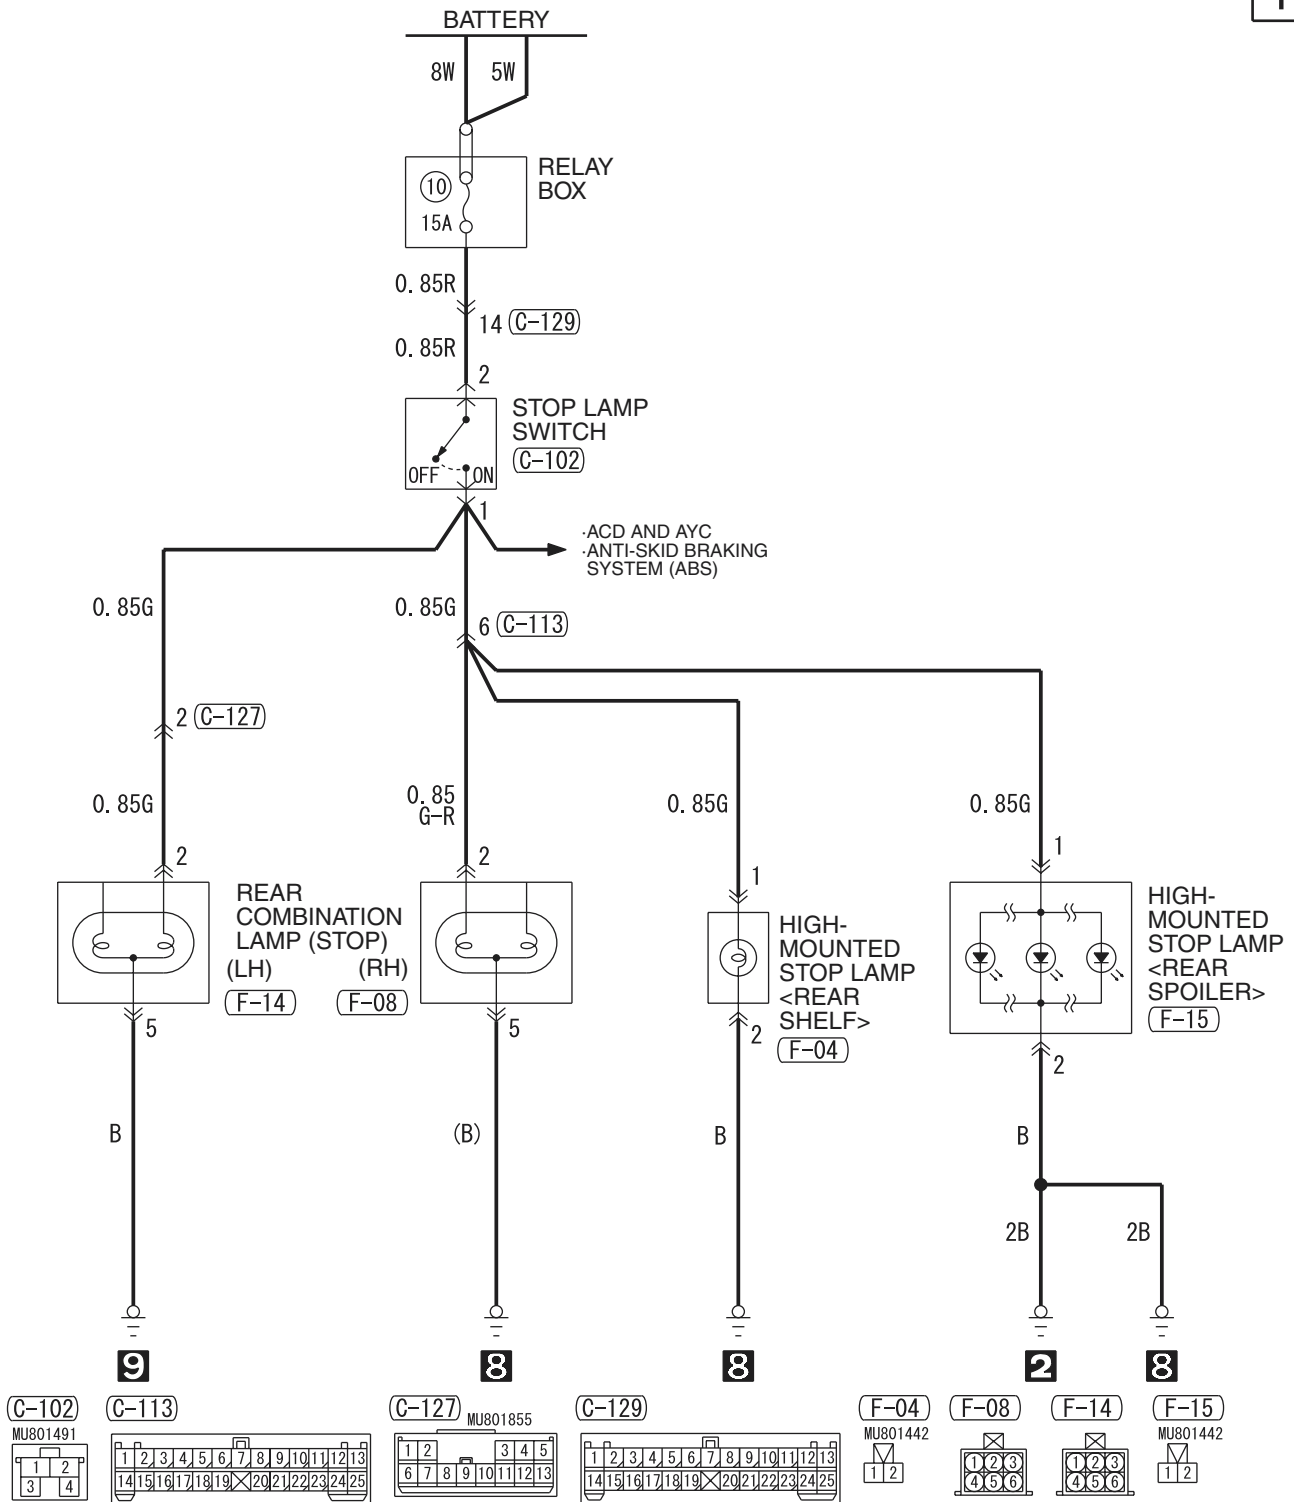 BATTERY
8W 5W
RELAY
BOX
10
15A
0.85R
14 C-129
0.85R
2
STOP LAMP
SWITCH
C-102
OFF ON
1
·ACD AND AYC
·ANTI-SKID BRAKING
SYSTEM (ABS)
0.85G 0.85G
6 C-113
2 C-127
0.85G 0.85 G-R 0.85G 0.85G
2 2 1 1
REAR
COMBINATION
LAMP (STOP)
(LH) (RH)
F-14 F-08
HIGH-
MOUNTED
STOP LAMP
<REAR
SHELF>
F-04
HIGH-
MOUNTED
STOP LAMP
<REAR
SPOILER>
F-15
5 5 2 2
B (B) B B
2B 2B
9 8 8 2 8
C-102 C-113 C-127 C-129 F-04 F-08 F-14 F-15
MU801491 MU801855 MU801442 MU801442
1 2
3 4
1 2 3 4 5 6 7 8 9 10 11 12 13
14 15 16 17 18 19 20 21 22 23 24 25
1 2 3 4 5
6 7 8 9 10 11 12 13
1 2 3 4 5 6 7 8 9 10 11 12 13
14 15 16 17 18 19 20 21 22 23 24 25
1 2
1 2 3
4 5 6
1 2 3
4 5 6
1 2